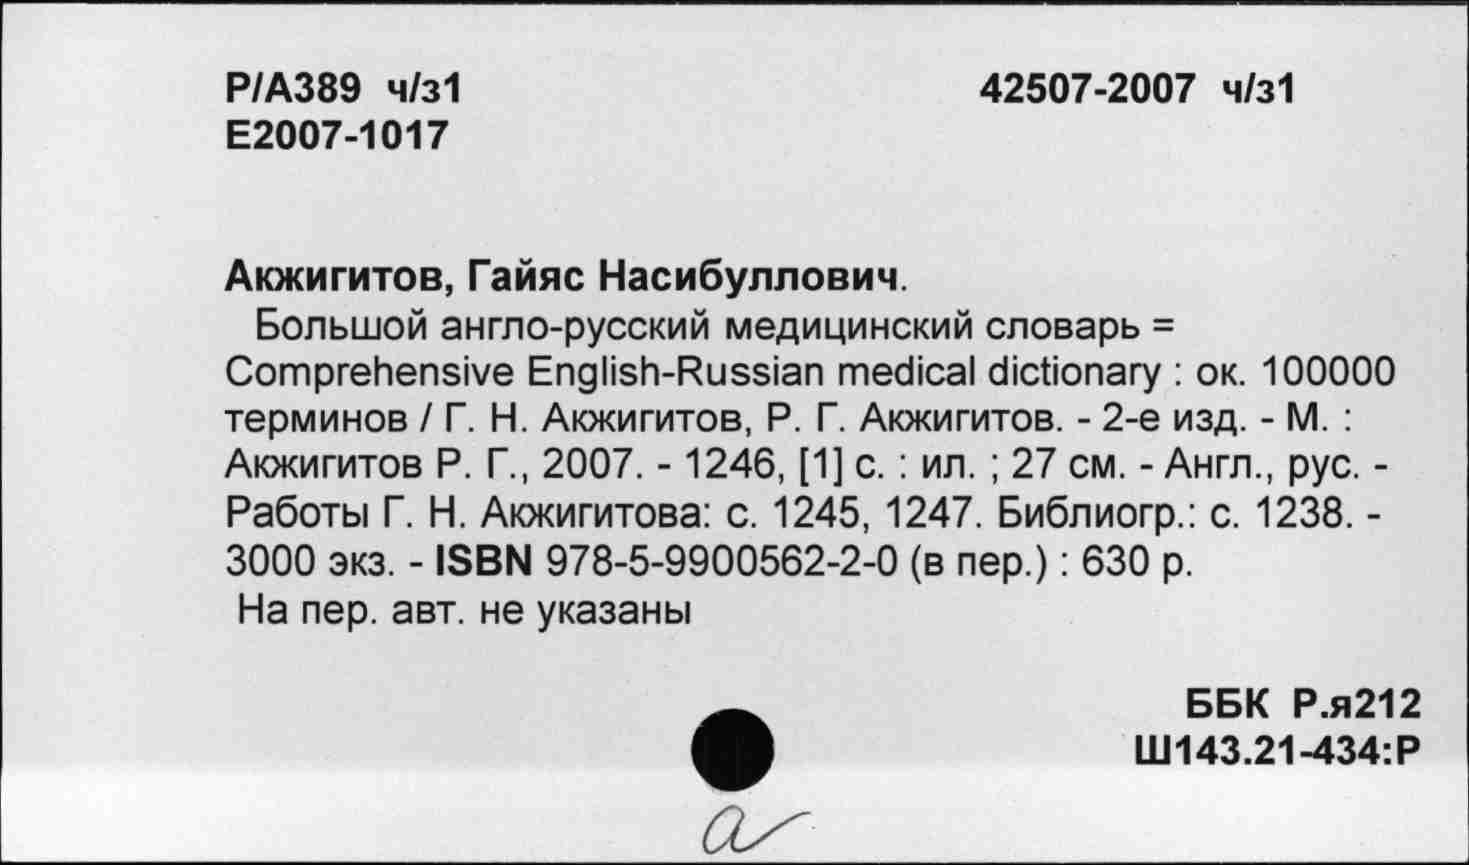 Р/А389 ч/з1 42507-2007 ч/з1
Е2007-1017
Акжигитов, Гайяс Насибуллович.
Большой англо-русский медицинский словарь =
Comprehensive English-Russian medical dictionary : ок. 100000
терминов / Г. Н. Акжигитов, Р. Г. Акжигитов. - 2-е изд. - М. :
Акжигитов Р. Г., 2007. - 1246, [1] с. : ил. ; 27 см. - Англ., рус. -
Работы Г. Н. Акжигитова: с. 1245, 1247. Библиогр.: с. 1238. -
3000 экз. - ISBN 978-5-9900562-2-0 (в пер.) : 630 р.
На пер. авт. не указаны
ББК Р.я212
Ш143.21-434:Р
а